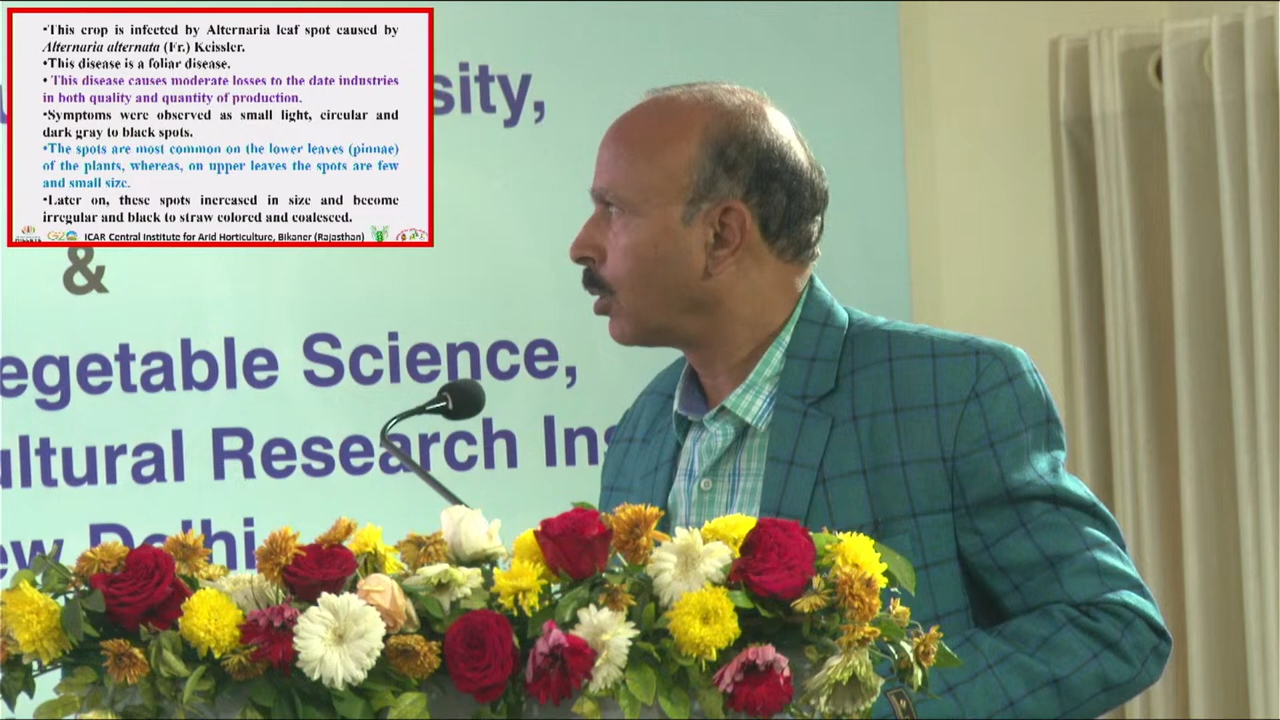 •This crop is infected by Alternaria leaf spot caused by
Alternaria alternata (Fr.) Keissler.
•This disease is a foliar disease.
• This disease causes moderate losses to the date industries
in both quality and quantity of production.
•Symptoms were observed as small light, circular and
dark gray to black spots.
•The spots are most common on the lower leaves (pinnae)
of the plants, whereas, on upper leaves the spots are few
and small size.
•Later on, these spots increased in size and become
irregular and black to straw colored and coalesced.
G20 ICAR Central Institute for Arid Horticulture, Bikaner (Rajasthan)
sity,
&
egetable Science,
ultural Research Ins
ew Delhi